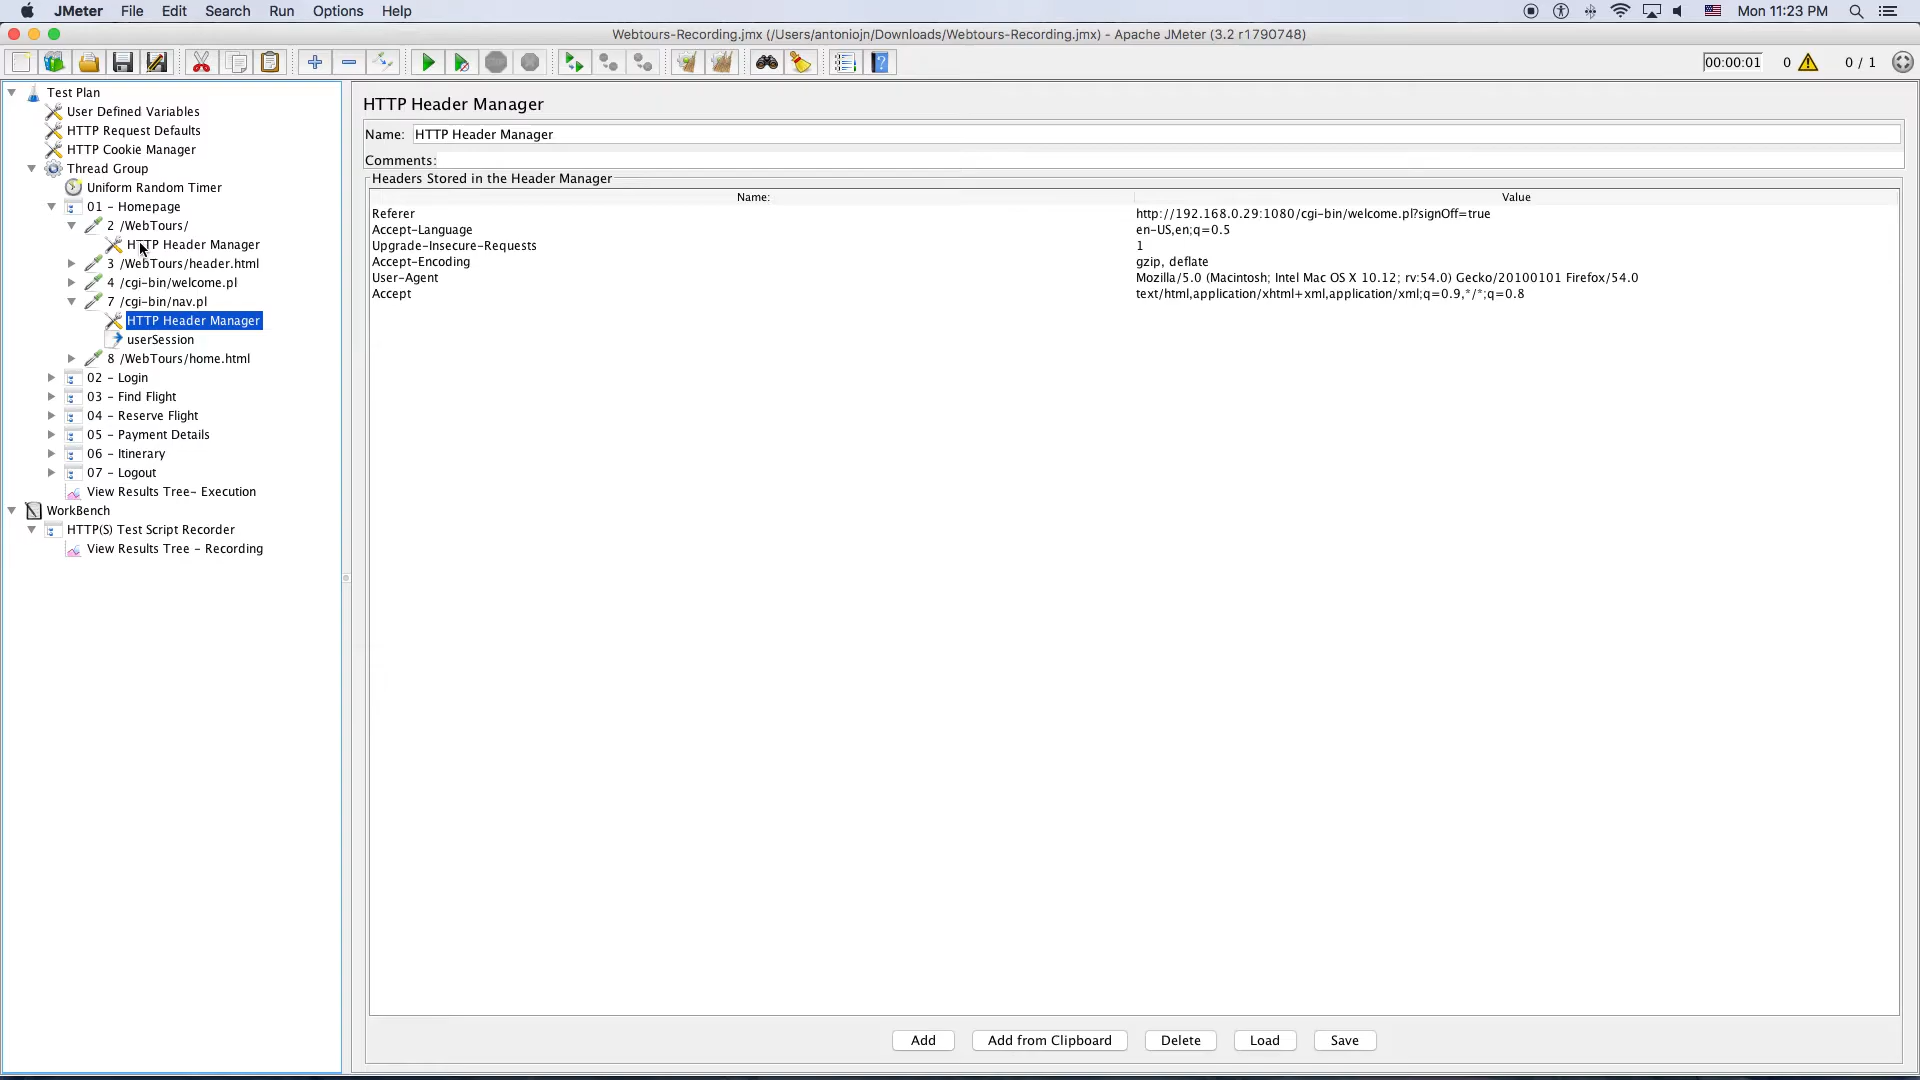 JMeter File Edit Search Run Options Help Mon 11:23 PM
Webtours-Recording.jmx (/Users/antoniojn/Downloads/Webtours-Recording.jmx) - Apache JMeter (3.2 r1790748)
00:00:01 0 0 / 1
Test Plan
User Defined Variables
HTTP Request Defaults
HTTP Cookie Manager
Thread Group
Uniform Random Timer
01 - Homepage
2 /WebTours/
HTTP Header Manager
3 /WebTours/header.html
4 /cgi-bin/welcome.pl
7 /cgi-bin/nav.pl
HTTP Header Manager
userSession
8 /WebTours/home.html
02 - Login
03 - Find Flight
04 - Reserve Flight
05 - Payment Details
06 - Itinerary
07 - Logout
View Results Tree- Execution
WorkBench
HTTP(S) Test Script Recorder
View Results Tree - Recording
HTTP Header Manager
Name: HTTP Header Manager
Comments:
Headers Stored in the Header Manager
Name: Value
Referer http://192.168.0.29:1080/cgi-bin/welcome.pl?signOff=true
Accept-Language en-US,en;q=0.5
Upgrade-Insecure-Requests 1
Accept-Encoding gzip, deflate
User-Agent Mozilla/5.0 (Macintosh; Intel Mac OS X 10.12; rv:54.0) Gecko/20100101 Firefox/54.0
Accept text/html,application/xhtml+xml,application/xml;q=0.9,*/*;q=0.8
Add Add from Clipboard Delete Load Save